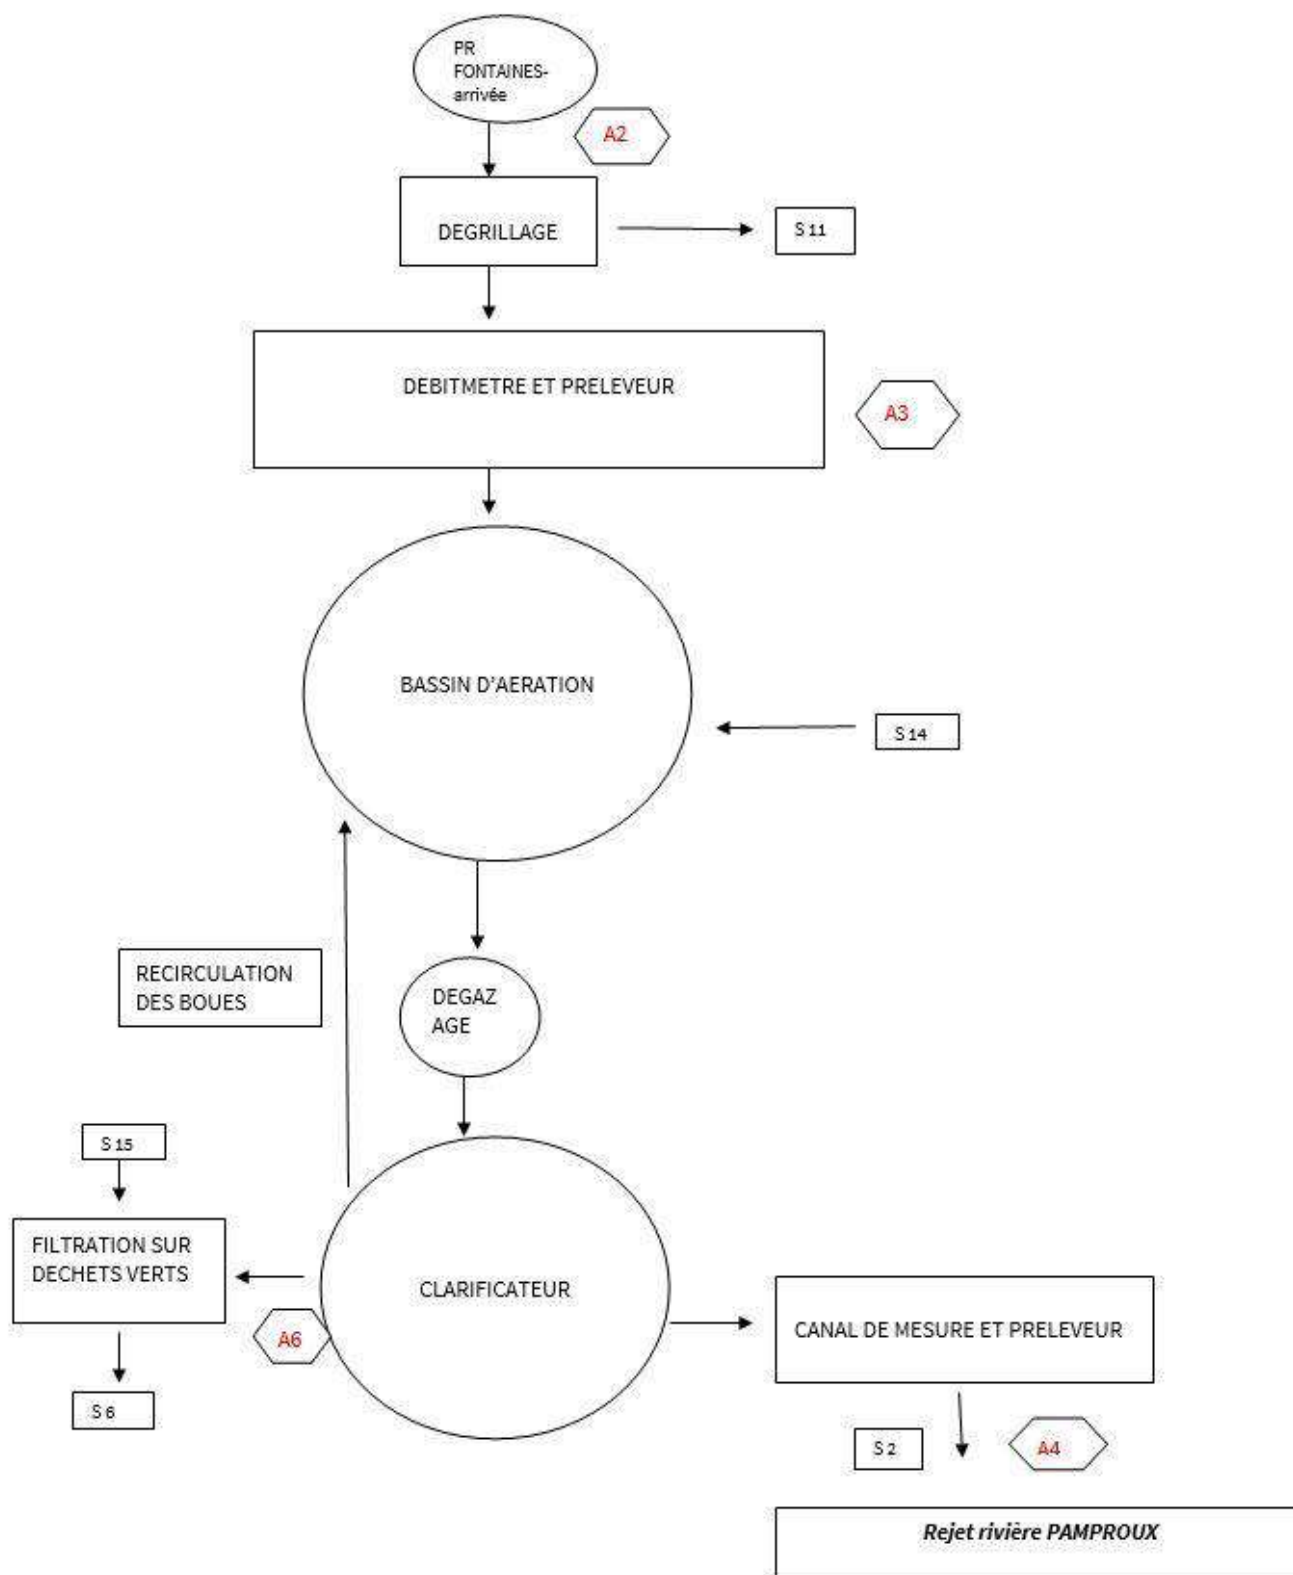 PR
FONTAINES-
arrivée
A2
DEGRILLAGE
S 11
DEBITMETRE ET PRELEVEUR
A3
BASSIN D'AERATION
S 14
RECIRCULATION
DES BOUES
DEGAZ
AGE
S 15
FILTRATION SUR
DECHETS VERTS
CLARIFICATEUR
A6
CANAL DE MESURE ET PRELEVEUR
S 6
S 2
A4
Rejet rivière PAMPROUX